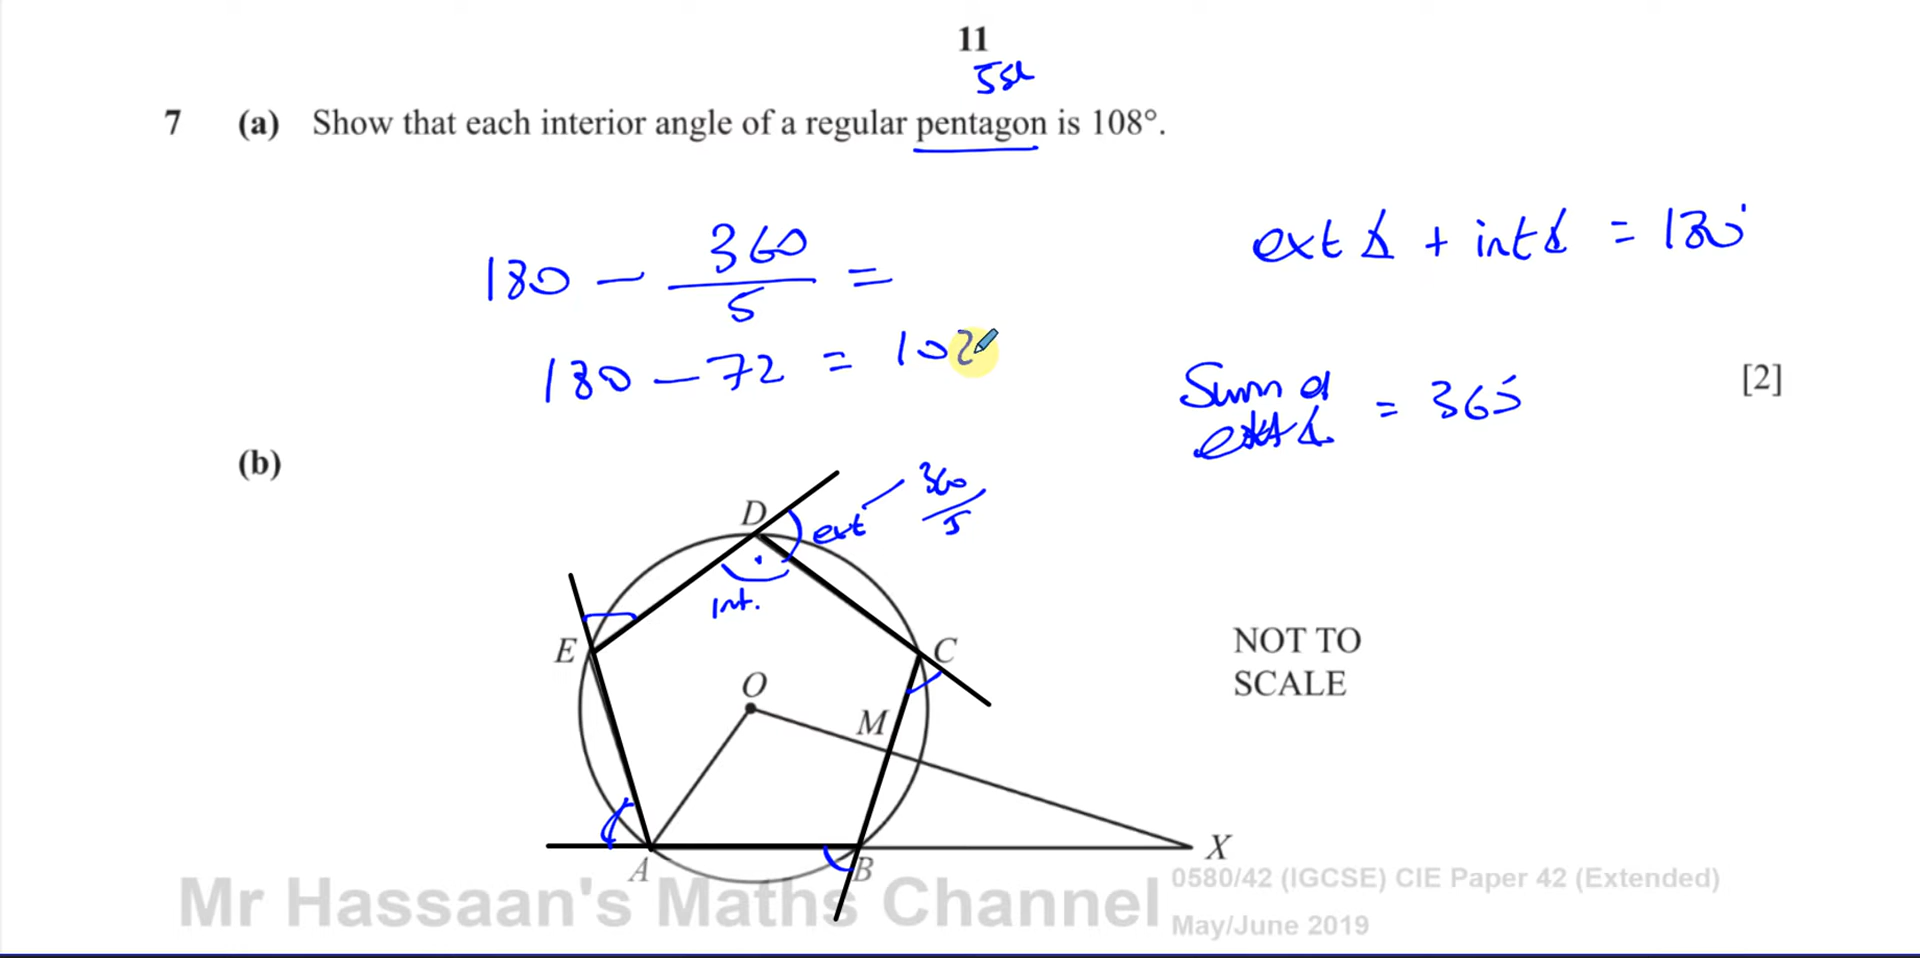 11
5sd
7 (a) Show that each interior angle of a regular pentagon is 108°.
180 - 360/5 =
ext ∡ + int ∡ = 180°
180 - 72 = 10
Sum of ext ∡ = 360°
[2]
(b)
D
ext
360/5
int.
E
C
O
M
NOT TO
SCALE
A
B
X
Mr Hassaan's Maths Channel
0580/42 (IGCSE) CIE Paper 42 (Extended)
May/June 2019